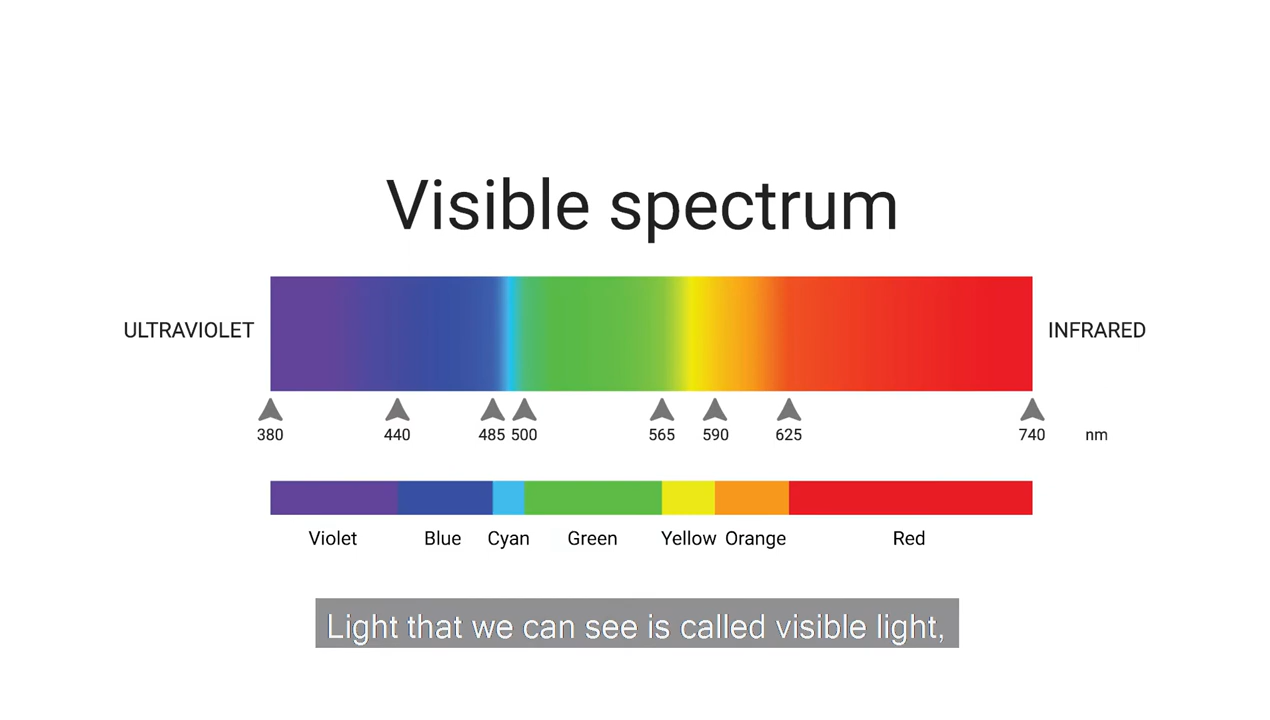 Visible spectrum
ULTRAVIOLET
INFRARED
380 440 485 500 565 590 625 740 nm
Violet Blue Cyan Green Yellow Orange Red
Light that we can see is called visible light,